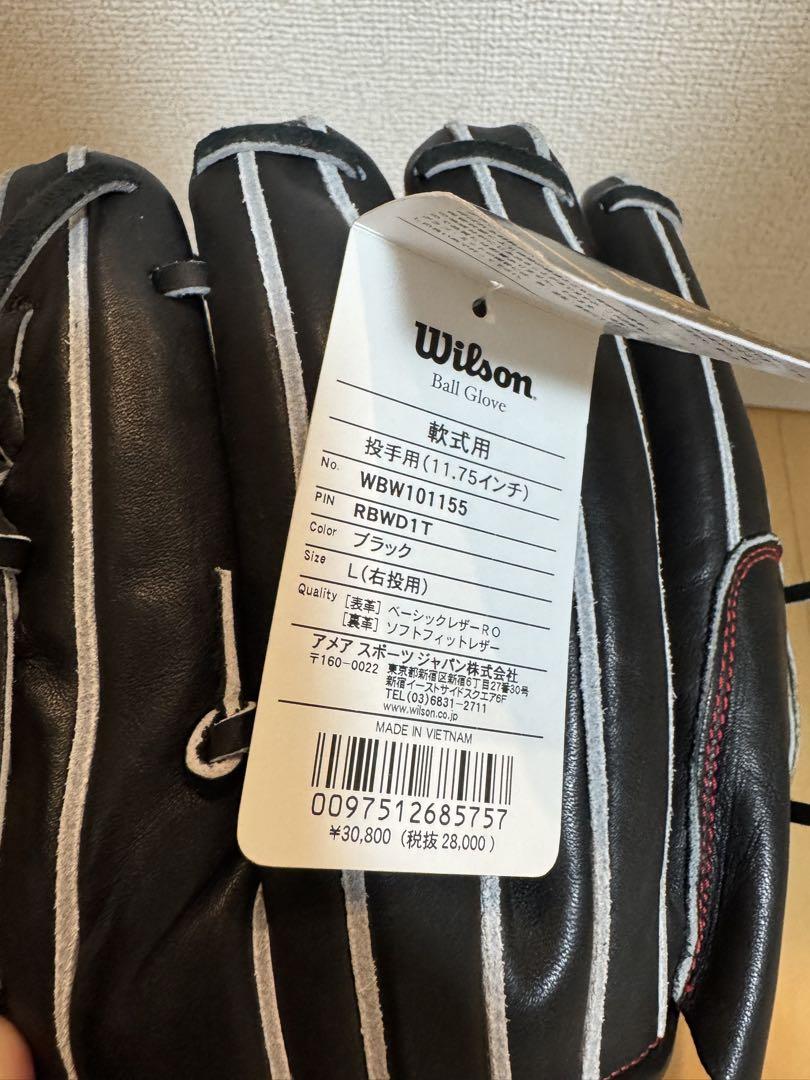 Wilson
Ball Glove
軟式用
投手用(11.75インチ)
No. WBW101155
PIN RBWD1T
Color ブラック
Size L(右投用)
Quality [表革] ベーシックレザーRO
[裏革] ソフトフィットレザー
アメア スポーツジャパン株式会社
〒160-0022 東京都新宿区新宿6丁目27番30号
新宿イーストサイドスクエア6F
TEL(03)6831-2711
www.wilson.co.jp
MADE IN VIETNAM
0097512685757
¥30,800 (税抜 28,000)